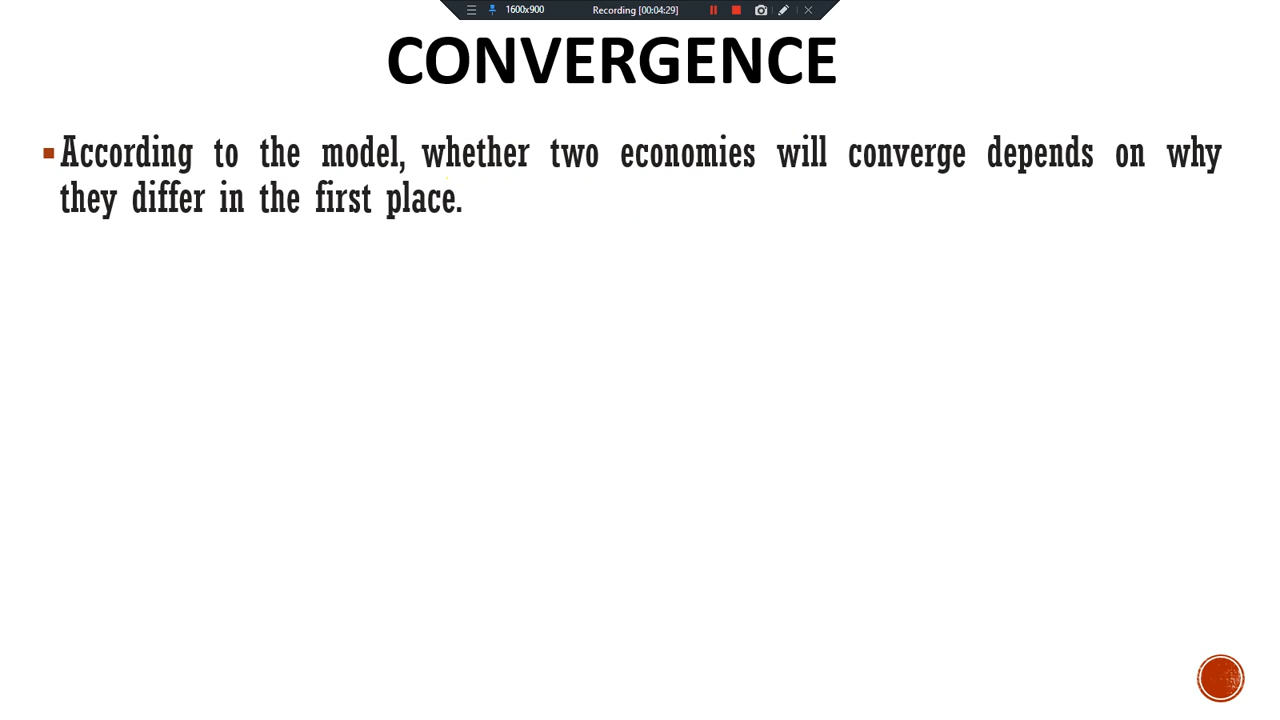 1600x900 Recording [00:04:29]
CONVERGENCE
According to the model, whether two economies will converge depends on why
they differ in the first place.